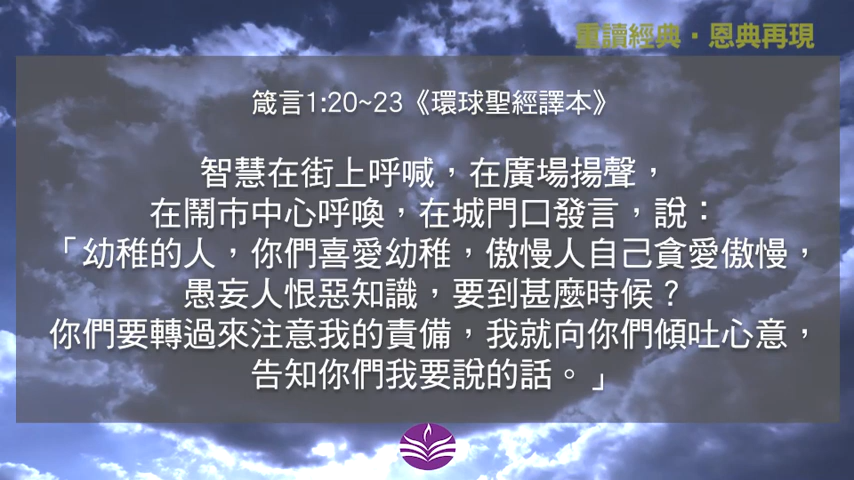 重讀經典・恩典再現
箴言1:20~23《環球聖經譯本》
智慧在街上呼喊，在廣場揚聲，
在鬧市中心呼喚，在城門口發言，說：
「幼稚的人，你們喜愛幼稚，傲慢人自己貪愛傲慢，
愚妄人恨惡知識，要到甚麼時候？
你們要轉過來注意我的責備，我就向你們傾吐心意，
告知你們我要說的話。」